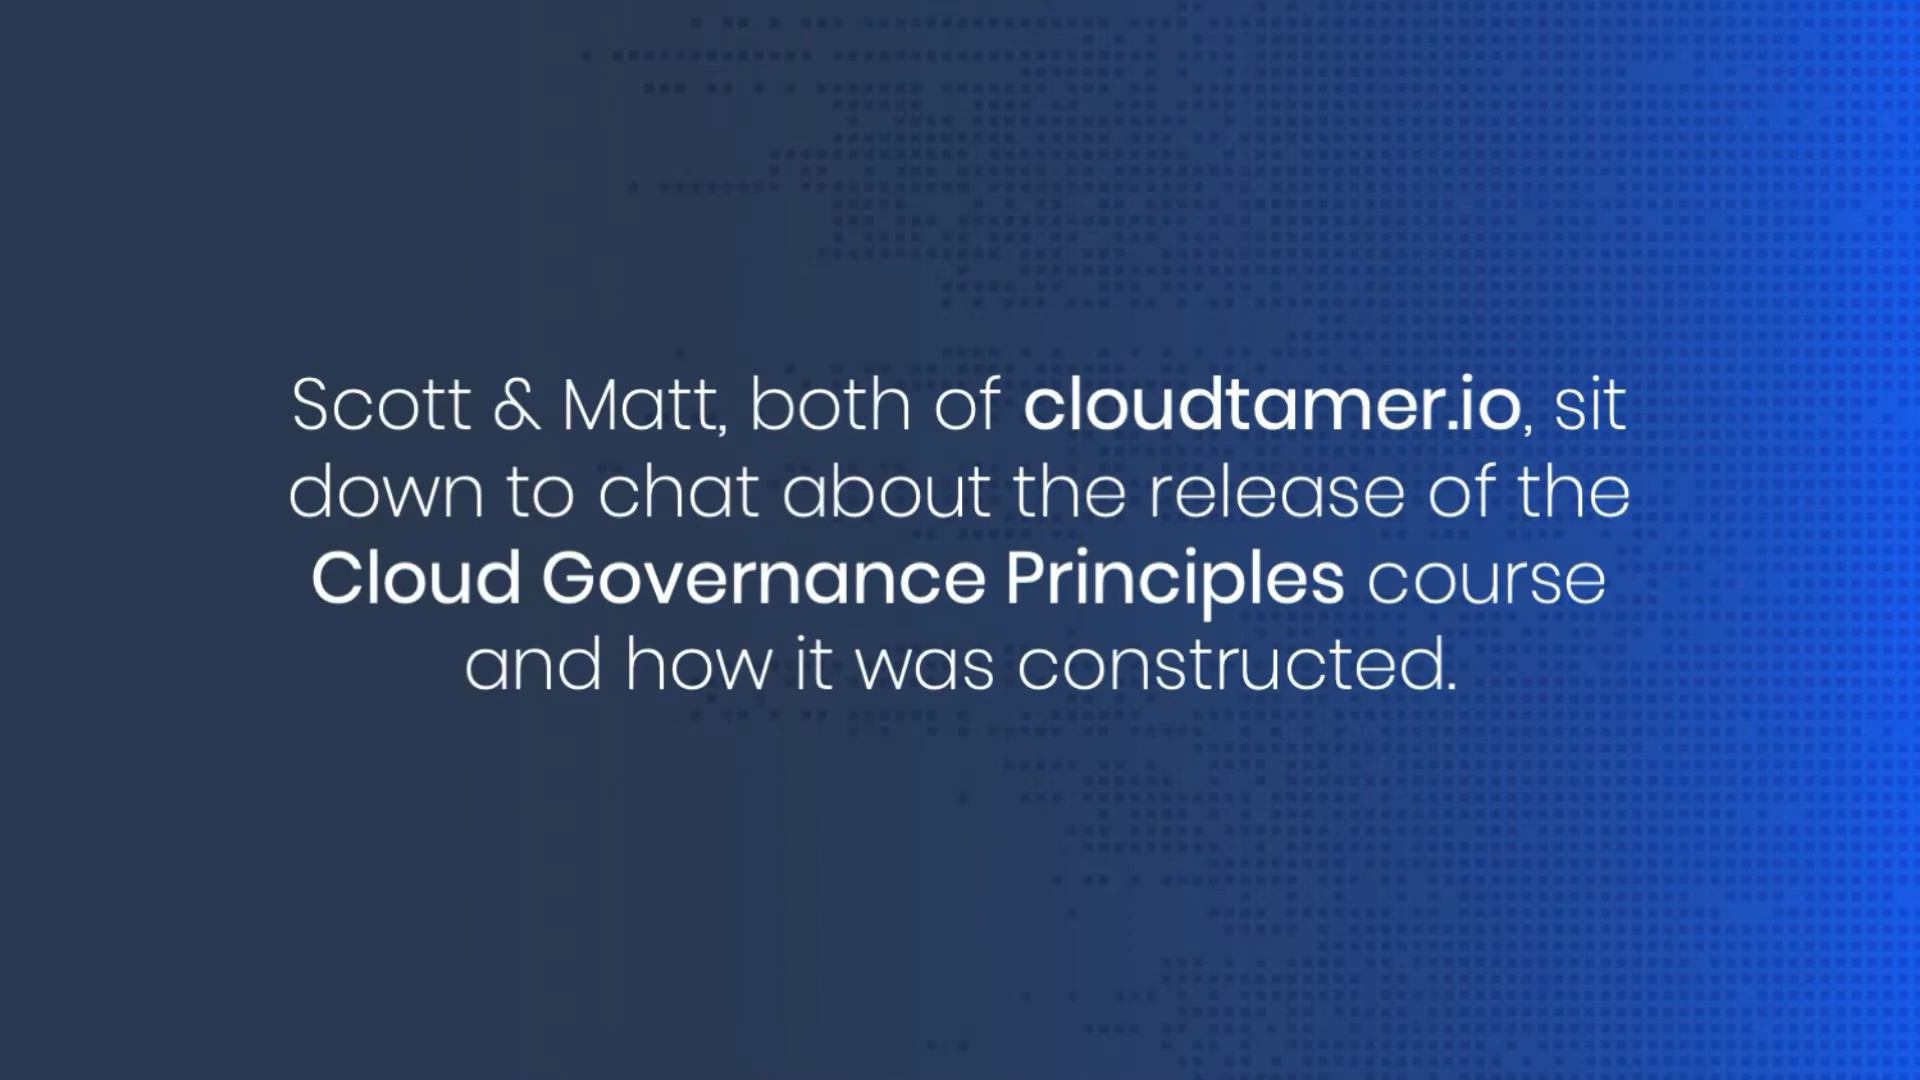 Scott & Matt, both of cloudtamer.io, sit
down to chat about the release of the
Cloud Governance Principles course
and how it was constructed.